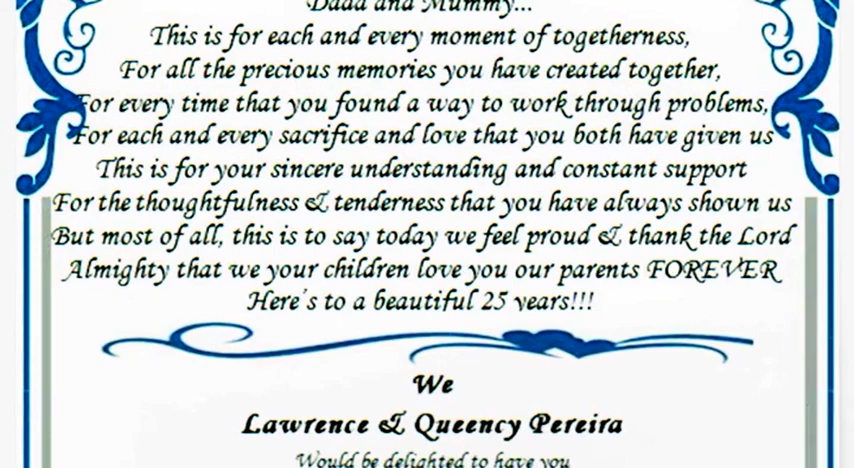 Dada and Mummy...
This is for each and every moment of togetherness,
For all the precious memories you have created together,
For every time that you found a way to work through problems,
For each and every sacrifice and love that you both have given us
This is for your sincere understanding and constant support
For the thoughtfulness & tenderness that you have always shown us
But most of all, this is to say today we feel proud & thank the Lord
Almighty that we your children love you our parents FOREVER
Here's to a beautiful 25 years!!!
We
Lawrence & Queency Pereira
Would be delighted to have you